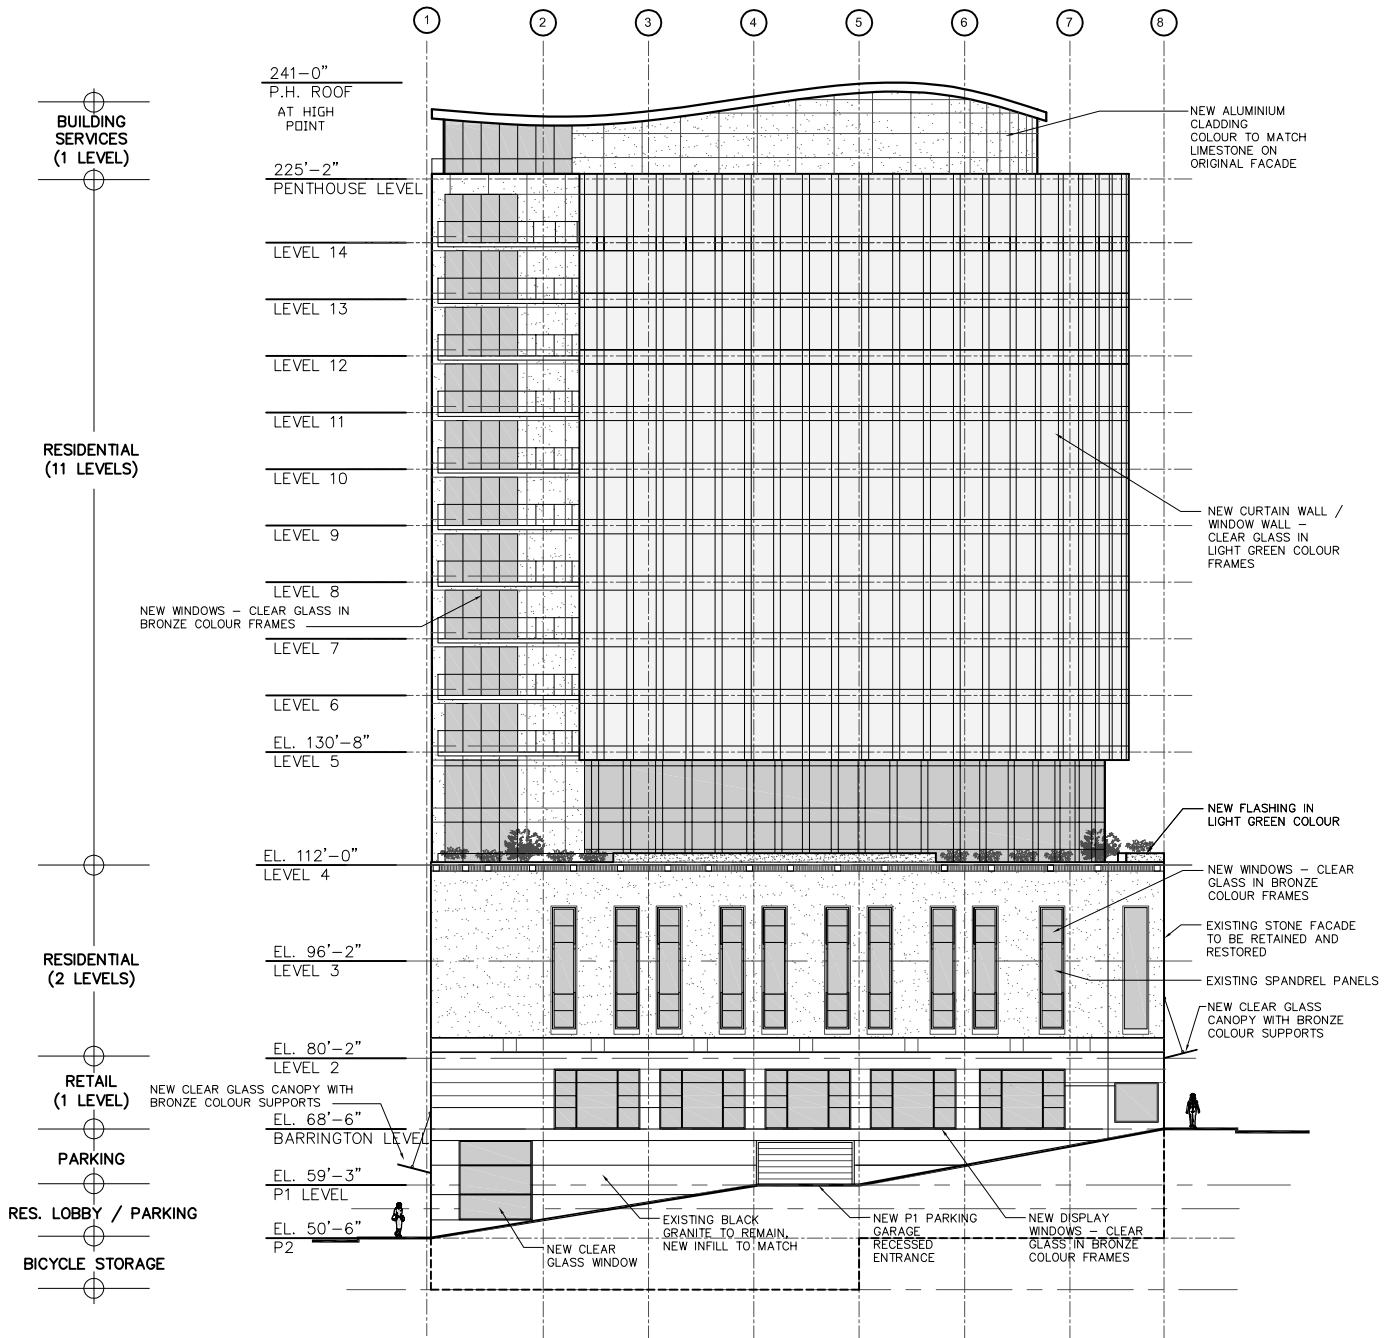 1 2 3 4 5 6 7 8
241–0”
P.H. ROOF
AT HIGH
POINT
BUILDING
SERVICES
(1 LEVEL)
NEW ALUMINIUM
CLADDING
COLOUR TO MATCH
LIMESTONE ON
ORIGINAL FACADE
225’–2”
PENTHOUSE LEVEL
LEVEL 14
LEVEL 13
LEVEL 12
LEVEL 11
RESIDENTIAL
(11 LEVELS)
LEVEL 10
NEW CURTAIN WALL /
WINDOW WALL –
CLEAR GLASS IN
LIGHT GREEN COLOUR
FRAMES
LEVEL 9
LEVEL 8
NEW WINDOWS – CLEAR GLASS IN
BRONZE COLOUR FRAMES
LEVEL 7
LEVEL 6
EL. 130’–8”
LEVEL 5
NEW FLASHING IN
LIGHT GREEN COLOUR
EL. 112’–0”
LEVEL 4
NEW WINDOWS – CLEAR
GLASS IN BRONZE
COLOUR FRAMES
EXISTING STONE FACADE
TO BE RETAINED AND
RESTORED
RESIDENTIAL
(2 LEVELS)
EL. 96’–2”
LEVEL 3
EXISTING SPANDREL PANELS
NEW CLEAR GLASS
CANOPY WITH BRONZE
COLOUR SUPPORTS
EL. 80’–2”
LEVEL 2
RETAIL
(1 LEVEL)
NEW CLEAR GLASS CANOPY WITH
BRONZE COLOUR SUPPORTS
EL. 68’–6”
BARRINGTON LEVEL
PARKING
EL. 59’–3”
P1 LEVEL
RES. LOBBY / PARKING
EL. 50’–6”
P2
BICYCLE STORAGE
NEW CLEAR
GLASS WINDOW
EXISTING BLACK
GRANITE TO REMAIN,
NEW INFILL TO MATCH
NEW P1 PARKING
GARAGE
RECESSED
ENTRANCE
NEW DISPLAY
WINDOWS – CLEAR
GLASS IN BRONZE
COLOUR FRAMES